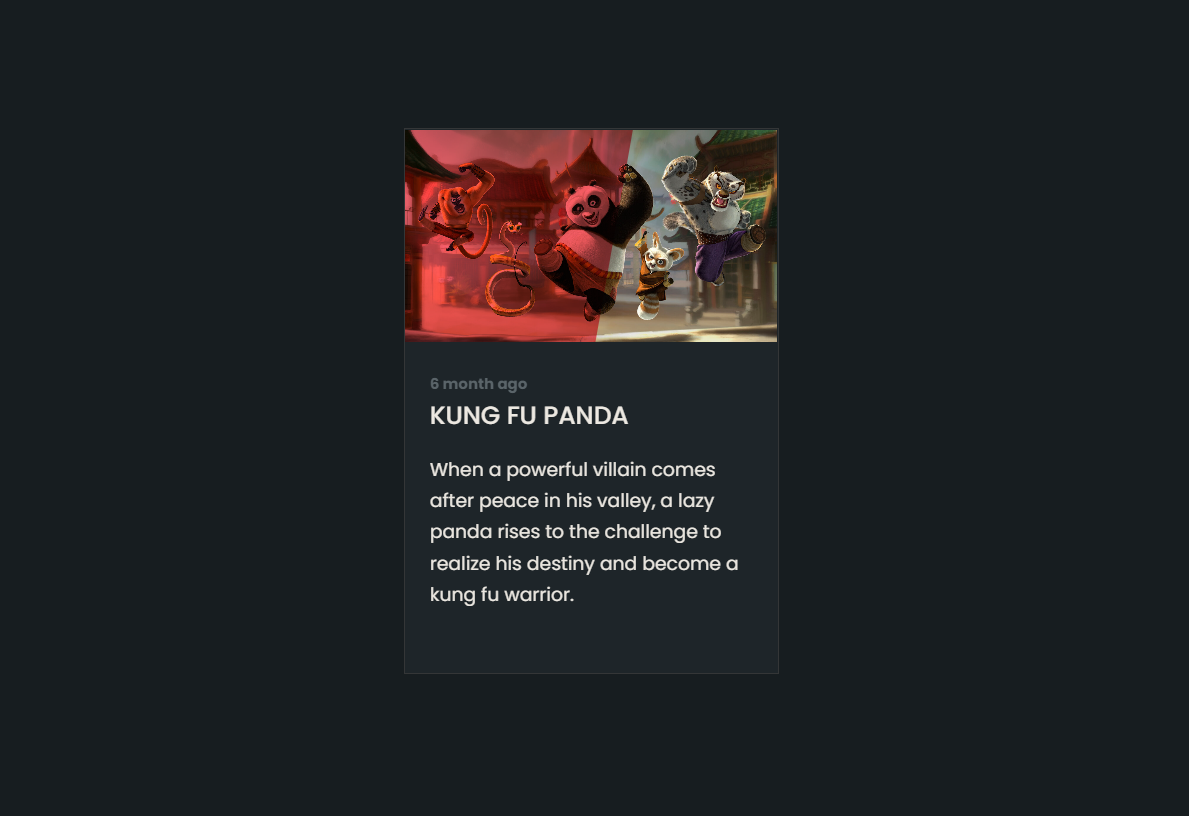 6 month ago
KUNG FU PANDA
When a powerful villain comes
after peace in his valley, a lazy
panda rises to the challenge to
realize his destiny and become a
kung fu warrior.